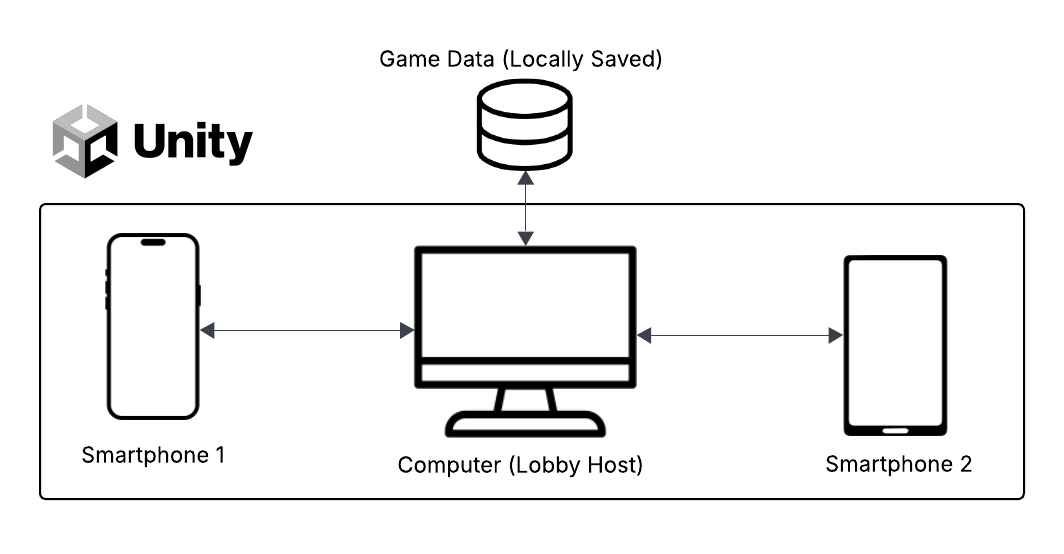 Game Data (Locally Saved)
Unity
Smartphone 1
Computer (Lobby Host)
Smartphone 2